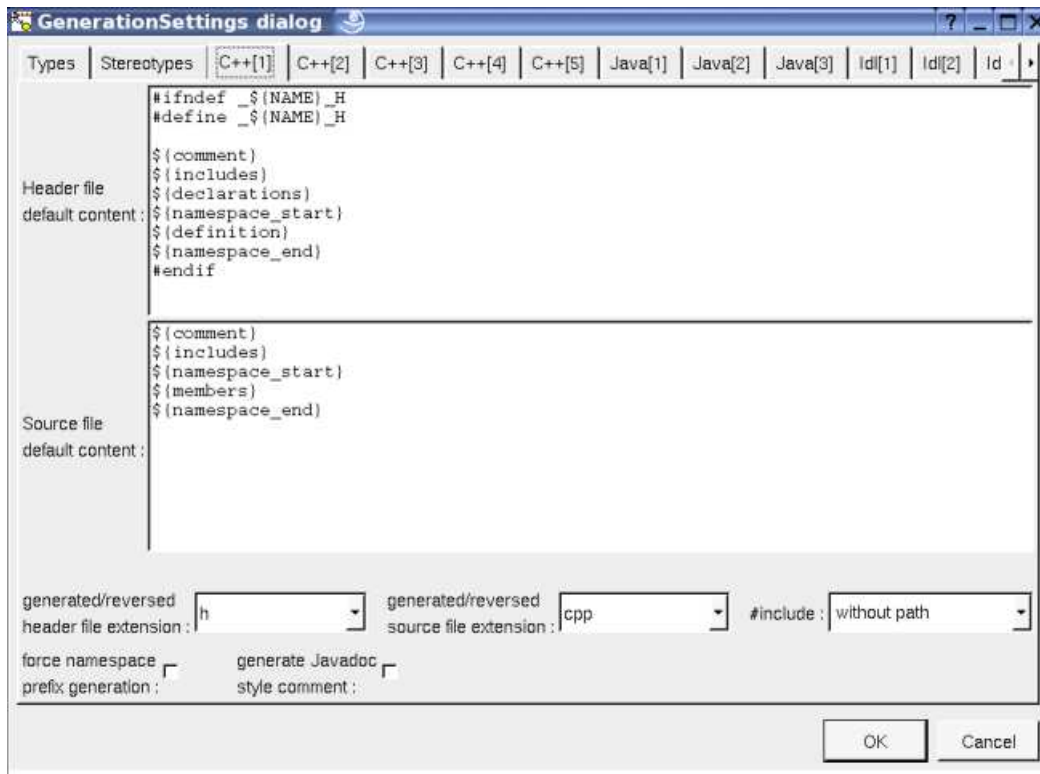 GenerationSettings dialog
Types Stereotypes C++[1] C++[2] C++[3] C++[4] C++[5] Java[1] Java[2] Java[3] Idl[1] Idl[2] Id
#ifndef _${NAME}_H
#define _${NAME}_H
${comment}
${includes}
${declarations}
${namespace_start}
${definition}
${namespace_end}
#endif
Header file
default content :
${comment}
${includes}
${namespace_start}
${members}
${namespace_end}
Source file
default content :
generated/reversed
header file extension : h
generated/reversed
source file extension : cpp
#include : without path
force namespace
prefix generation :
generate Javadoc
style comment :
OK Cancel